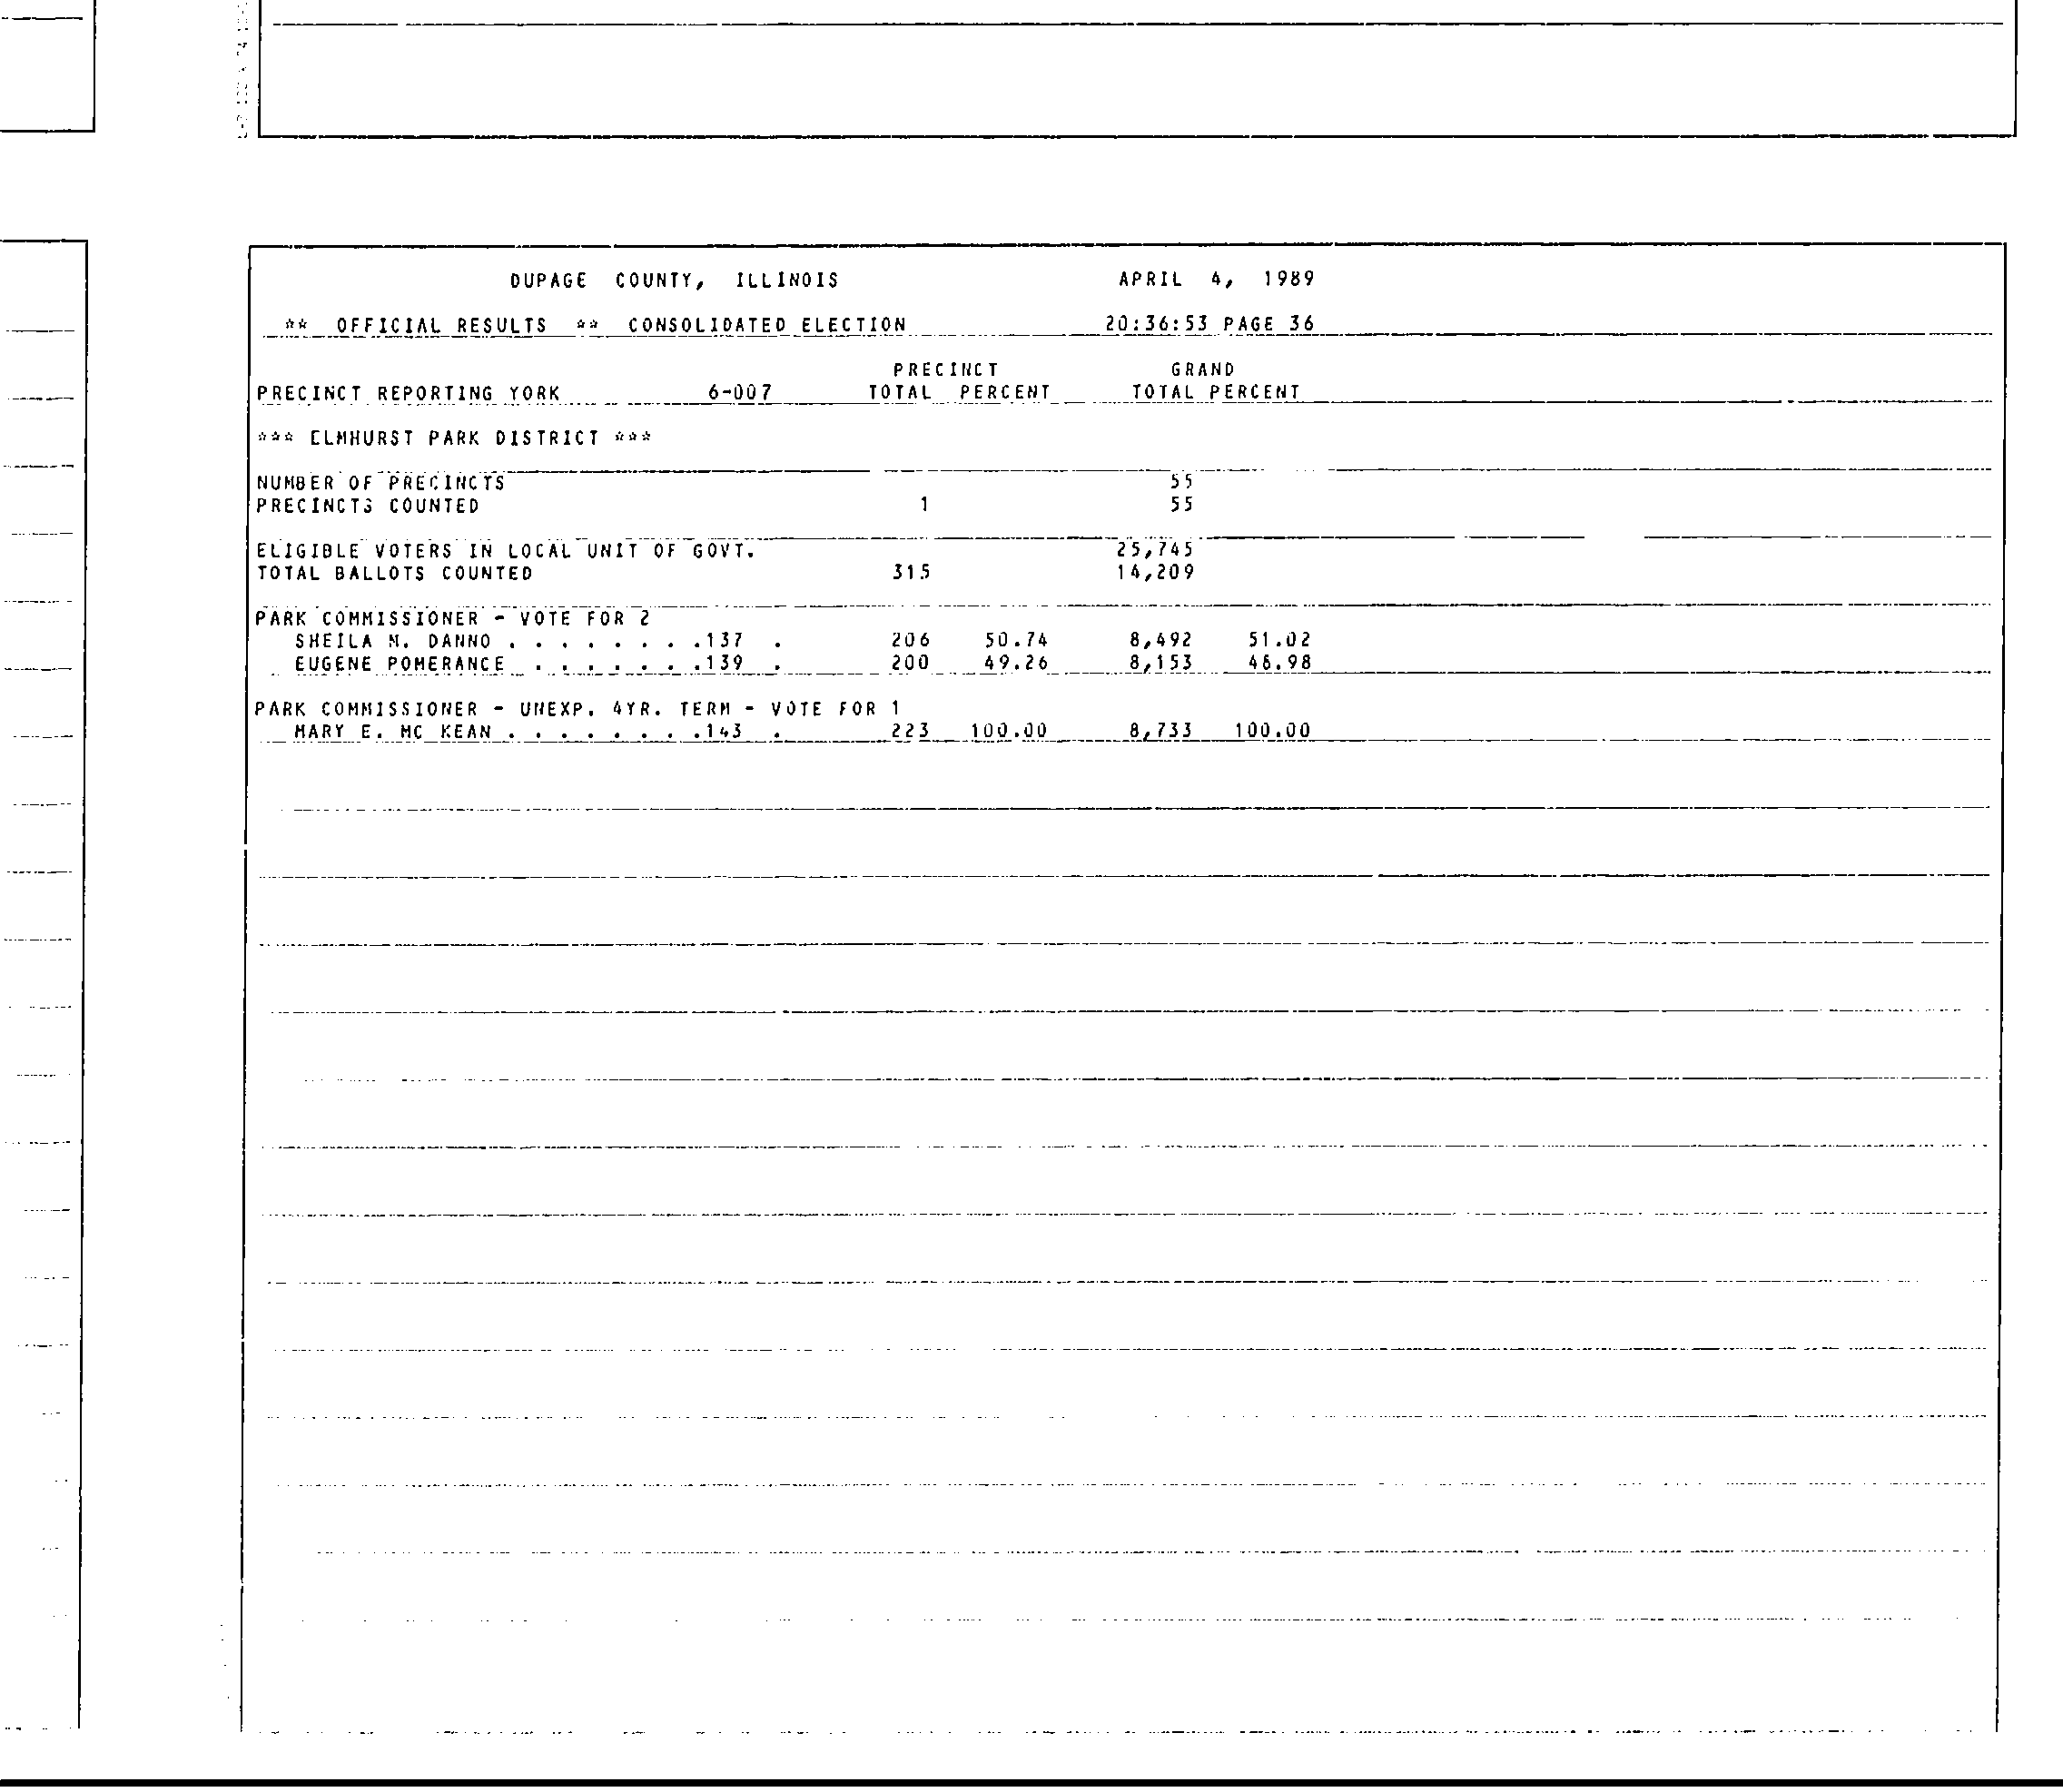 DUPAGE COUNTY, ILLINOIS APRIL 4, 1989
** OFFICIAL RESULTS ** CONSOLIDATED ELECTION 20:36:53 PAGE 36
PRECINCT GRAND
PRECINCT REPORTING YORK 6-007 TOTAL PERCENT TOTAL PERCENT
*** ELMHURST PARK DISTRICT ***
NUMBER OF PRECINCTS 55
PRECINCTS COUNTED 1 55
ELIGIBLE VOTERS IN LOCAL UNIT OF GOVT. 25,745
TOTAL BALLOTS COUNTED 315 14,209
PARK COMMISSIONER - VOTE FOR 2
SHEILA M. DANNO . . . . . . . .137 . 206 50.74 8,492 51.02
EUGENE POMERANCE . . . . . . .139 . 200 49.26 8,153 48.98
PARK COMMISSIONER - UNEXP. 4YR. TERM - VOTE FOR 1
MARY E. MC KEAN . . . . . . . .143 . 223 100.00 8,733 100.00